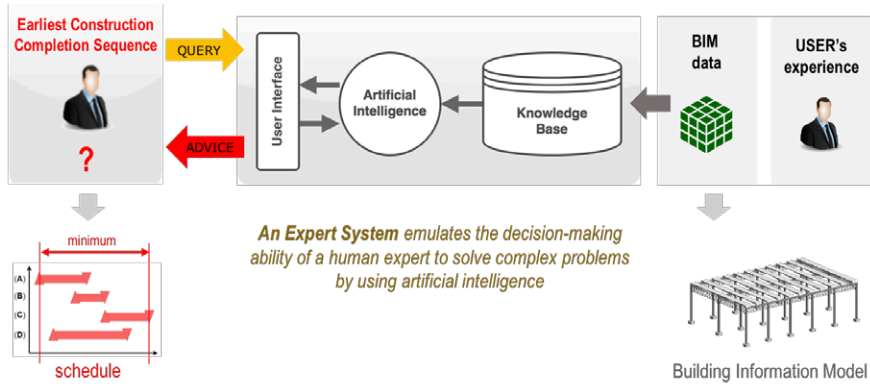 Earliest Construction
Completion Sequence
?
QUERY
ADVICE
User Interface
Artificial
Intelligence
Knowledge
Base
BIM
data
USER's
experience
minimum
(A)
(B)
(C)
(D)
schedule
An Expert System emulates the decision-making
ability of a human expert to solve complex problems
by using artificial intelligence
Building Information Model